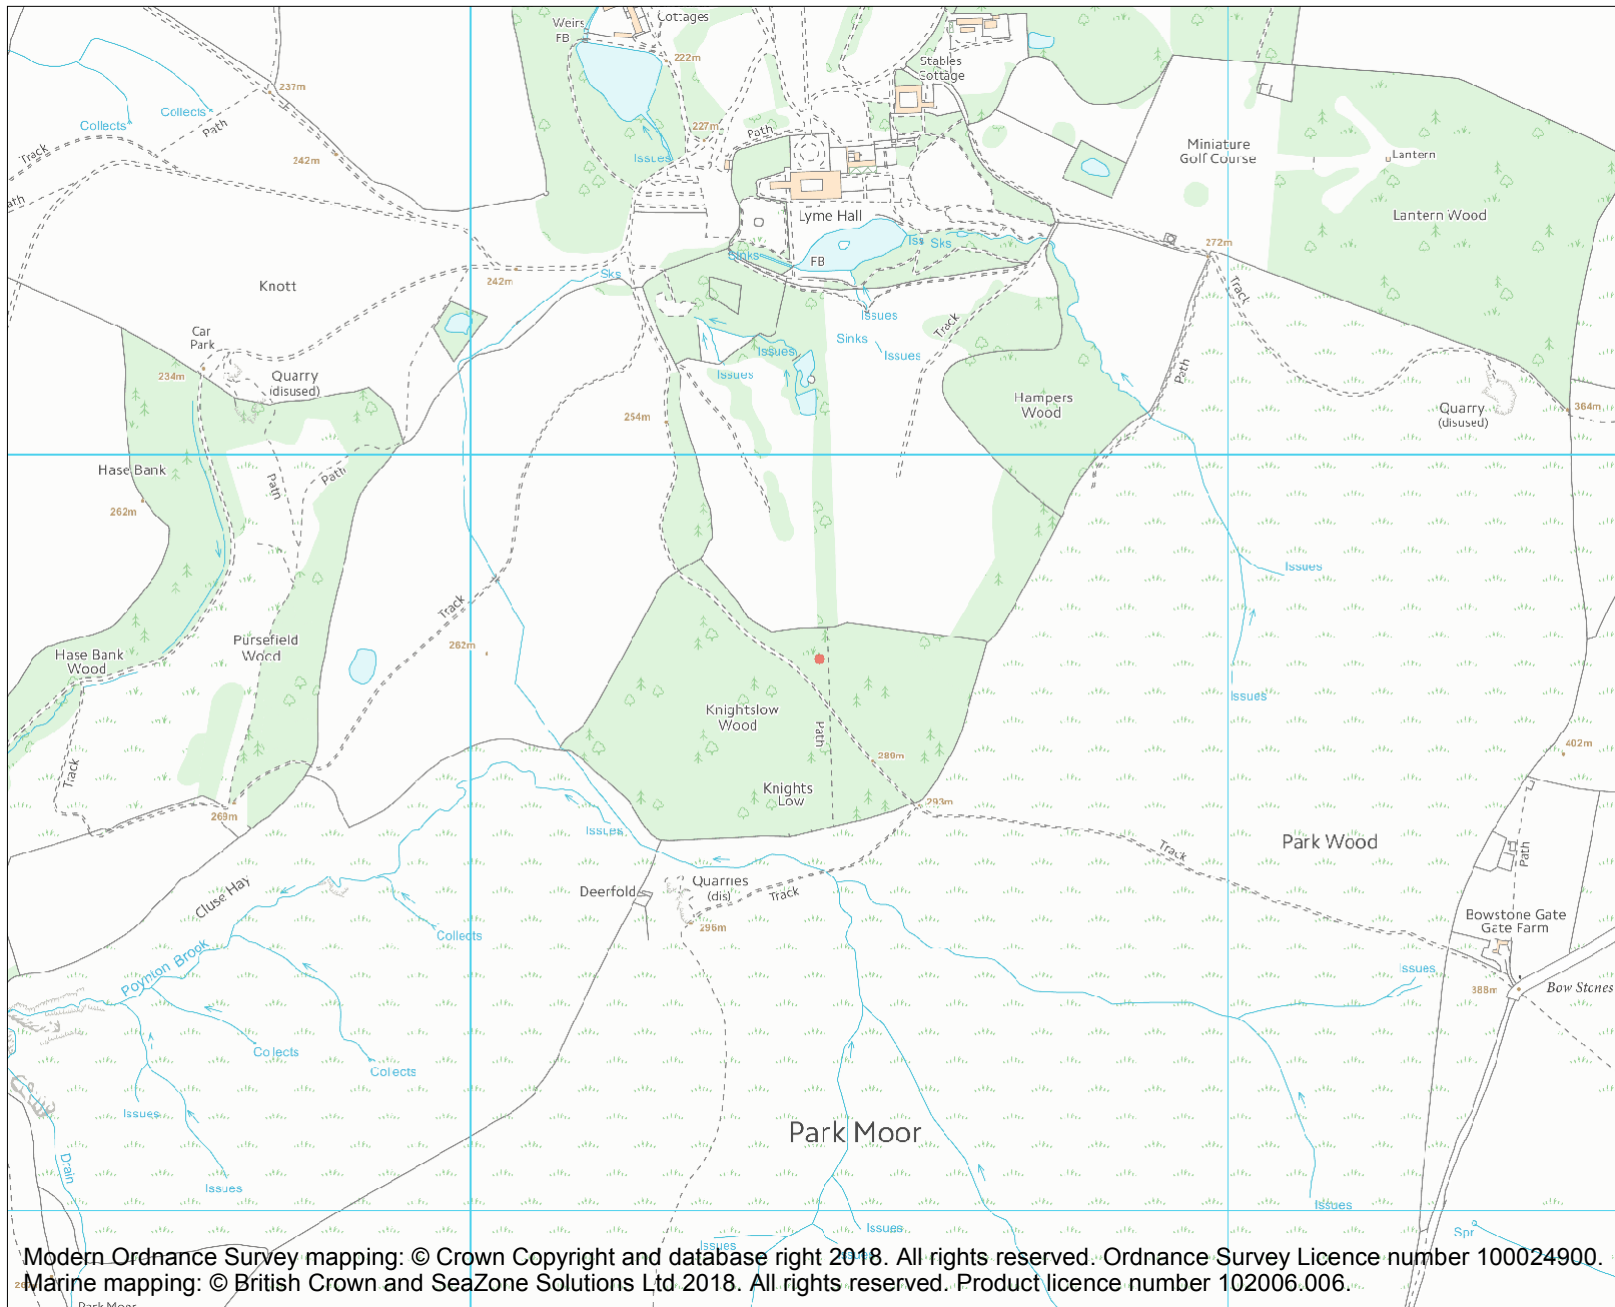 Weirs
FB
Cottages
222m
Stables
Cottage
237m
Collects
Collects
Path
Track
242m
227m
Path
Issues
Miniature
Golf Course
Lantern
Lantern Wood
Lyme Hall
Iss Sks
Sinks
FB
272m
Track
Knott
242m
Sks
Issues
Sinks
Issues
Track
Car
Park
234m
Quarry
(disused)
Issues
Issues
Path
Hampers
Wood
Quarry
(disused)
364m
254m
Hase Bank
262m
Path
Path
Issues
Track
Pursefield
Wood
262m
Hase Bank
Wood
Issues
Knightslow
Wood
Path
280m
402m
Track
Knights
Low
293m
269m
Issues
Park Wood
Track
Path
Cluse Hay
Deerfold
Quarries
(dis)
Track
296m
Bowstone Gate
Gate Farm
Collects
Poynton Brook
Issues
388m
Bow Stones
Collects
Collects
Issues
Park Moor
Drain
Issues
Issues
Issues
Issues
Spr
Modern Ordnance Survey mapping: © Crown Copyright and database right 2018. All rights reserved. Ordnance Survey Licence number 100024900.
Marine mapping: © British Crown and SeaZone Solutions Ltd 2018. All rights reserved. Product licence number 102006.006.
Park Moor